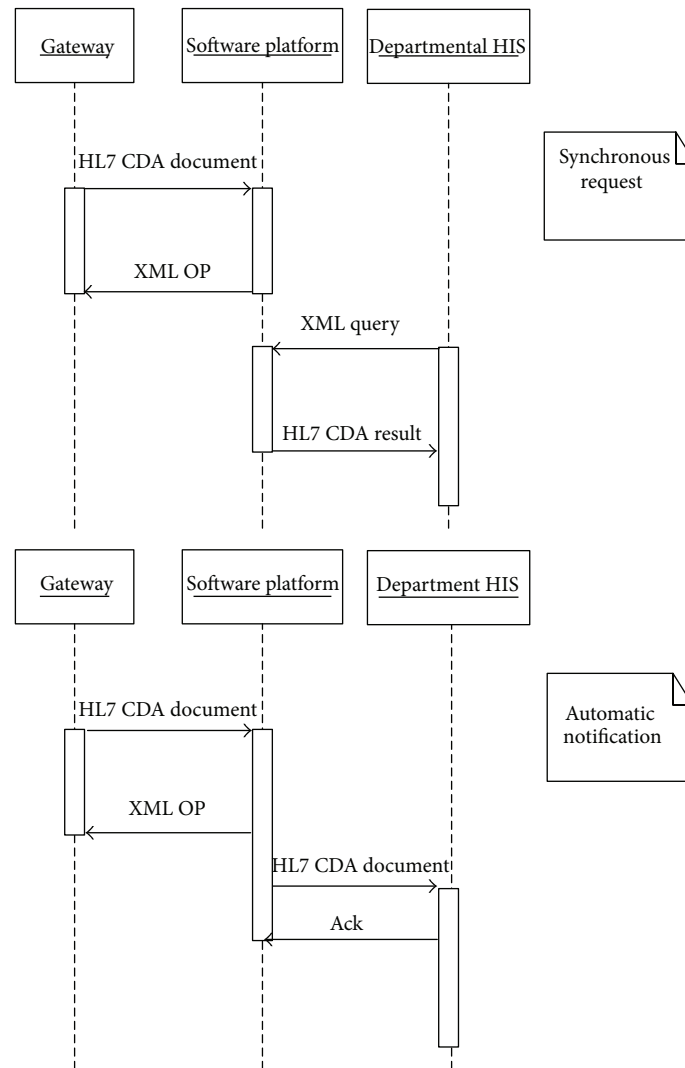 Gateway
Software platform
Departmental HIS
HL7 CDA document
Synchronous
request
XML OP
XML query
HL7 CDA result
Gateway
Software platform
Department HIS
HL7 CDA document
Automatic
notification
XML OP
HL7 CDA document
Ack